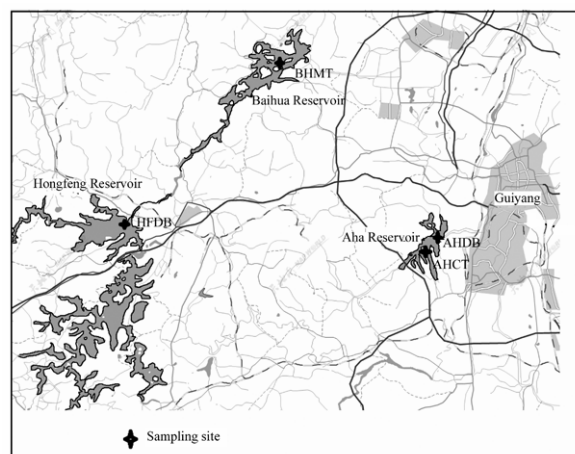 BHMT
Baihua Reservoir
Hongfeng Reservoir
HFDB
Guiyang
Aha Reservoir
AHDB
AHCT
Sampling site